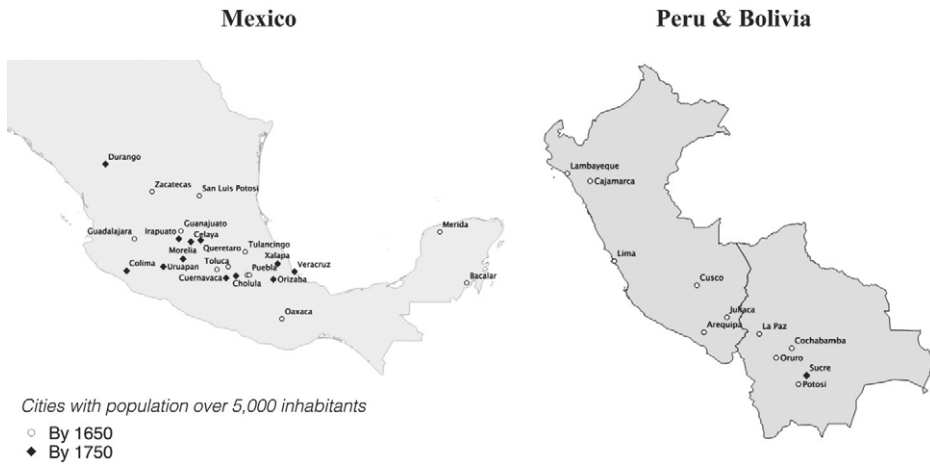 Mexico
Peru & Bolivia
Durango
Zacatecas
San Luis Potosi
Guanajuato
Guadalajara
Irapuato
Celaya
Queretaro
Tulancingo
Morelia
Xalapa
Colima
Uruapan
Toluca
Puebla
Veracruz
Cuernavaca
Cholula
Orizaba
Merida
Bacalar
Oaxaca
Lambayeque
Cajamarca
Lima
Cusco
Juliaca
Arequipa
La Paz
Cochabamba
Oruro
Sucre
Potosi
Cities with population over 5,000 inhabitants
By 1650
By 1750